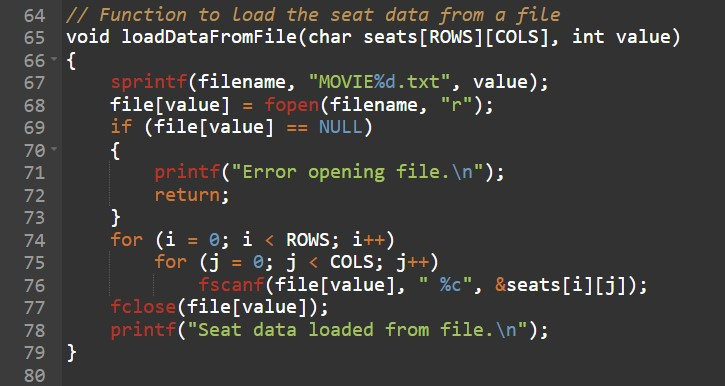 64 // Function to load the seat data from a file
65 void loadDataFromFile(char seats[ROWS][COLS], int value)
66 {
67     sprintf(filename, "MOVIE%d.txt", value);
68     file[value] = fopen(filename, "r");
69     if (file[value] == NULL)
70     {
71         printf("Error opening file.\n");
72         return;
73     }
74     for (i = 0; i < ROWS; i++)
75         for (j = 0; j < COLS; j++)
76             fscanf(file[value], " %c", &seats[i][j]);
77     fclose(file[value]);
78     printf("Seat data loaded from file.\n");
79 }
80